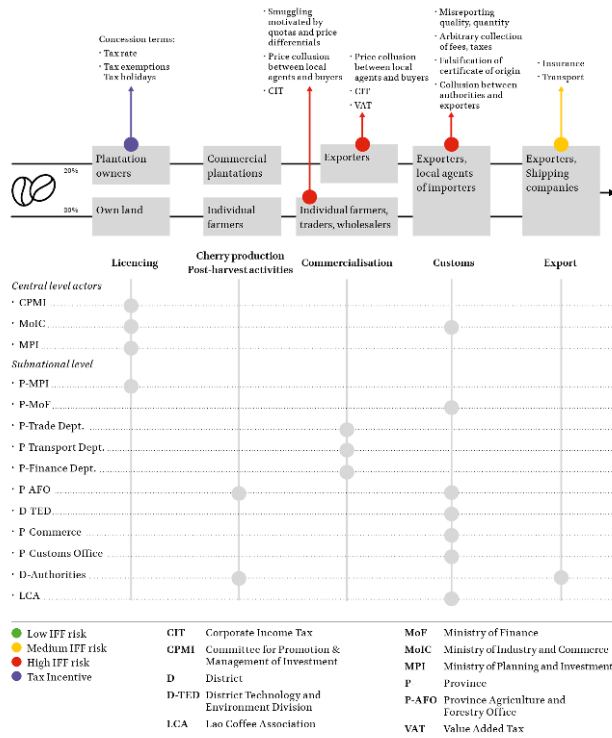 Concession terms:
· Tax rate
· Tax exemptions
Tax holidays
· Smuggling
motivated by
quotas and price
differentials
· Price collusion
between local
agents and buyers
· CIT
· Price collusion
between local
agents and buyers
· CIT
· VAT
· Misreporting
quality, quantity
· Arbitrary collection
of fees, taxes
· Falsification of
certificate of origin
· Collusion between
authorities and
exporters
· Insurance
· Transport
20%
Plantation
owners
Commercial
plantations
Exporters
Exporters,
local agents
of importers
Exporters,
Shipping
companies
Own land
Individual
farmers
Individual farmers,
traders, wholesalers
Licencing
Cherry production
Post-harvest activities
Commercialisation
Customs
Export
Central level actors
· CPMI
· MoIC
· MPI
Subnational level
· P-MPI
· P-MoF
· P-Trade Dept.
· P Transport Dept.
· P-Finance Dept.
· P AFO
· D TED
· P-Commerce
· P-Customs Office
· D-Authorities
· LCA
Low IFF risk
Medium IFF risk
High IFF risk
Tax Incentive
CIT Corporate Income Tax
CPMI Committee for Promotion &
Management of Investment
D District
D-TED District Technology and
Environment Division
LCA Lao Coffee Association
MoF Ministry of Finance
MoIC Ministry of Industry and Commerce
MPI Ministry of Planning and Investment
P Province
P-AFO Province Agriculture and
Forestry Office
VAT Value Added Tax